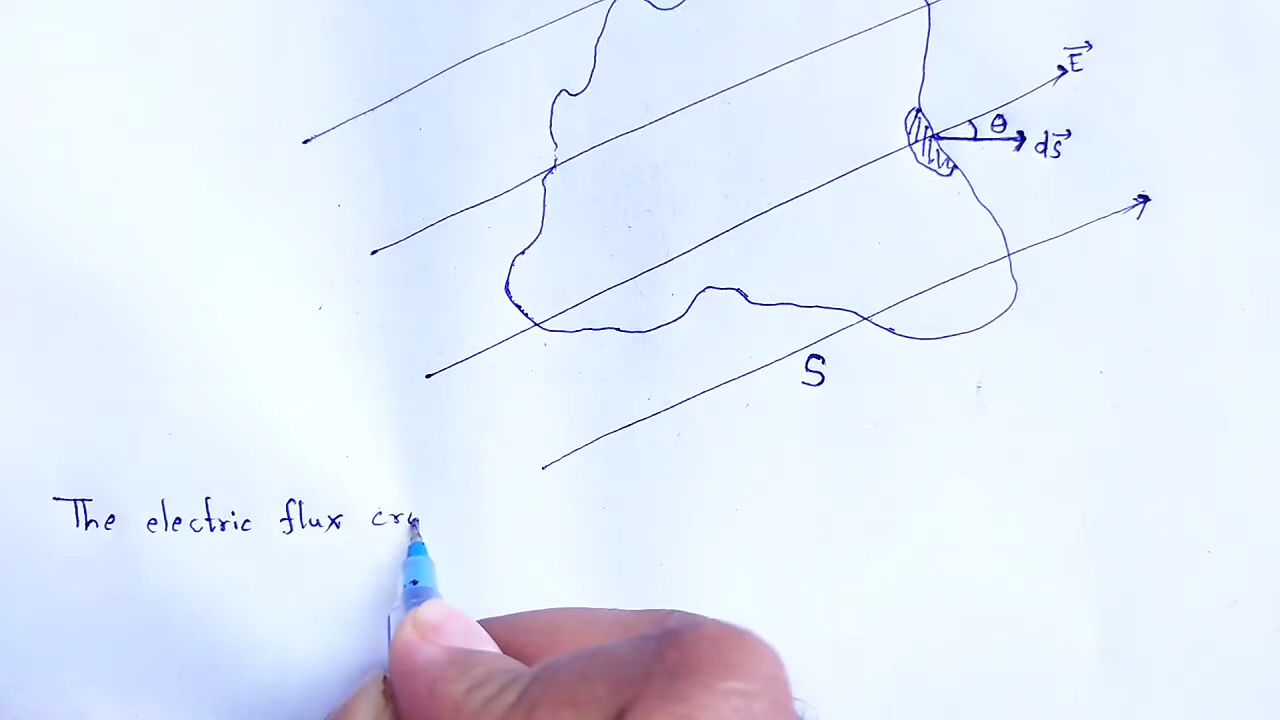 E⃗
θ
dS⃗
S
The electric flux